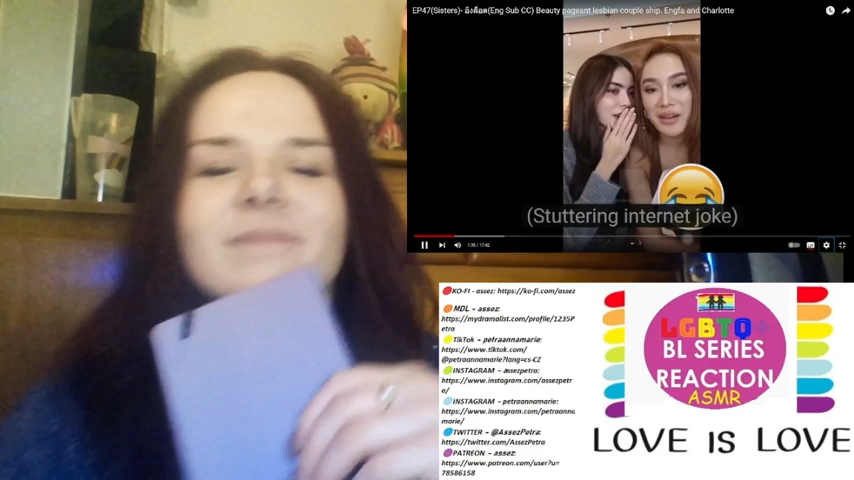 EP47(Sisters)- อิงล็อต(Eng Sub CC) Beauty pageant lesbian couple ship. Engfa and Charlotte
(Stuttering internet joke)
1:39 / 17:42
KO-FI - assez: https://ko-fi.com/assez
MDL – assez:
https://mydramalist.com/profile/1235P
etra
TikTok – petraannamarie:
https://www.tiktok.com/
@petraannamarie?lang=cs-CZ
INSTAGRAM – assezpetra:
https://www.instagram.com/assezpetr
a/
INSTAGRAM – petraannamarie:
https://www.instagram.com/petraanna
marie/
TWITTER – @AssezPetra:
https://twitter.com/AssezPetra
PATREON – assez:
https://www.patreon.com/user?u=
78586158
LGBTQ+
BL SERIES
REACTION
ASMR
LOVE IS LOVE